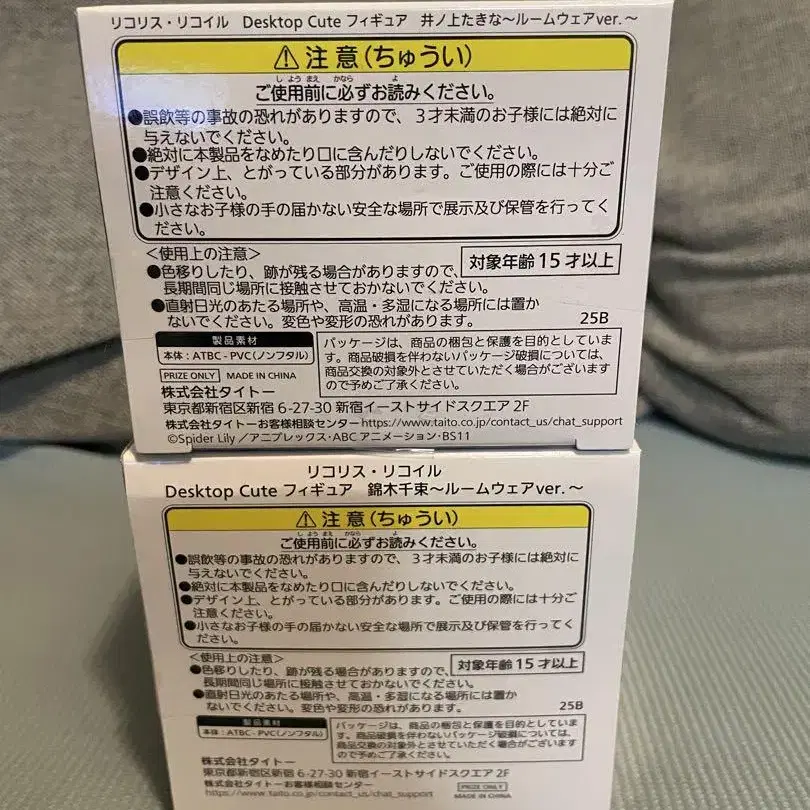 リコリス・リコイル Desktop Cute フィギュア 井ノ上たきな～ルームウェアver.～
⚠注意(ちゅうい)
しようまえ かなら よ
ご使用前に必ずお読みください。
●誤飲等の事故の恐れがありますので、3才未満のお子様には絶対に
与えないでください。
●絶対に本製品をなめたり口に含んだりしないでください。
●デザイン上、とがっている部分があります。ご使用の際には十分ご
注意ください。
●小さなお子様の手の届かない安全な場所で展示及び保管を行ってく
ださい。
＜使用上の注意＞
対象年齢15才以上
●色移りしたり、跡が残る場合がありますので、
長期間同じ場所に接触させておかないでください。
●直射日光のあたる場所や、高温・多湿になる場所には置か
ないでください。変色や変形の恐れがあります。
25B
製品素材
本体：ATBC-PVC(ノンフタル)
PRIZE ONLY MADE IN CHINA
パッケージは、商品の梱包と保護を目的としていま
す。商品破損を伴わないパッケージ破損については、
商品交換の対象外とさせていただく場合がございます
ので予めご了承ください。
株式会社タイトー
東京都新宿区新宿 6-27-30 新宿イーストサイドスクエア 2F
株式会社タイトーお客様相談センター https://www.taito.co.jp/contact_us/chat_support
©Spider Lily／アニプレックス・ABCアニメーション・BS11
リコリス・リコイル
Desktop Cute フィギュア 錦木千束～ルームウェアver.～
⚠注意(ちゅうい)
しようまえ かなら よ
ご使用前に必ずお読みください。
●誤飲等の事故の恐れがありますので、3才未満のお子様には絶対に
与えないでください。
●絶対に本製品をなめたり口に含んだりしないでください。
●デザイン上、とがっている部分があります。ご使用の際には十分ご
注意ください。
●小さなお子様の手の届かない安全な場所で展示及び保管を行ってく
ださい。
＜使用上の注意＞
対象年齢15才以上
●色移りしたり、跡が残る場合がありますので、
長期間同じ場所に接触させておかないでください。
●直射日光のあたる場所や、高温・多湿になる場所には置か
ないでください。変色や変形の恐れがあります。
25B
製品素材
本体：ATBC-PVC(ノンフタル)
パッケージは、商品の梱包と保護を目的としていま
す。商品破損を伴わないパッケージ破損については、
商品交換の対象外とさせていただく場合がございます
ので予めご了承ください。
株式会社タイトー
東京都新宿区新宿 6-27-30 新宿イーストサイドスクエア 2F
株式会社タイトーお客様相談センター
https://www.taito.co.jp/contact_us/chat_support
PRIZE ONLY
MADE IN CHINA